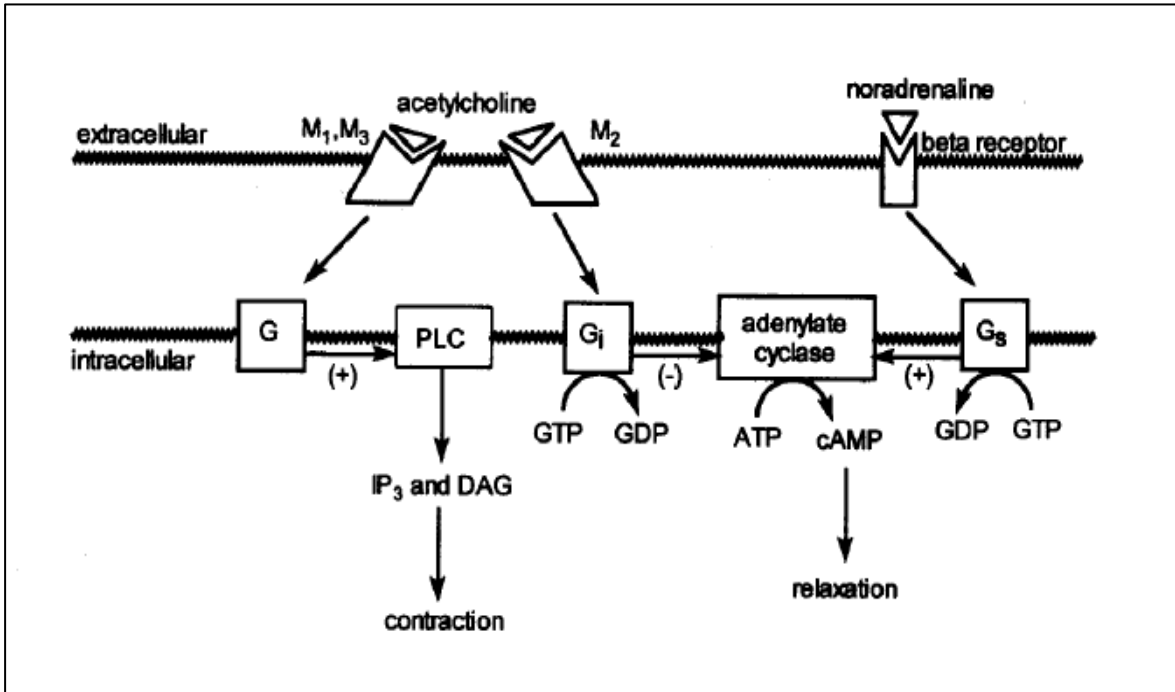 noradrenaline
acetylcholine
extracellular
M₁,M₃
M₂
beta receptor
G
PLC
Gᵢ
adenylate
cyclase
Gₛ
intracellular
(+)
(-)
(+)
GTP
GDP
ATP
cAMP
GDP
GTP
IP₃ and DAG
relaxation
contraction